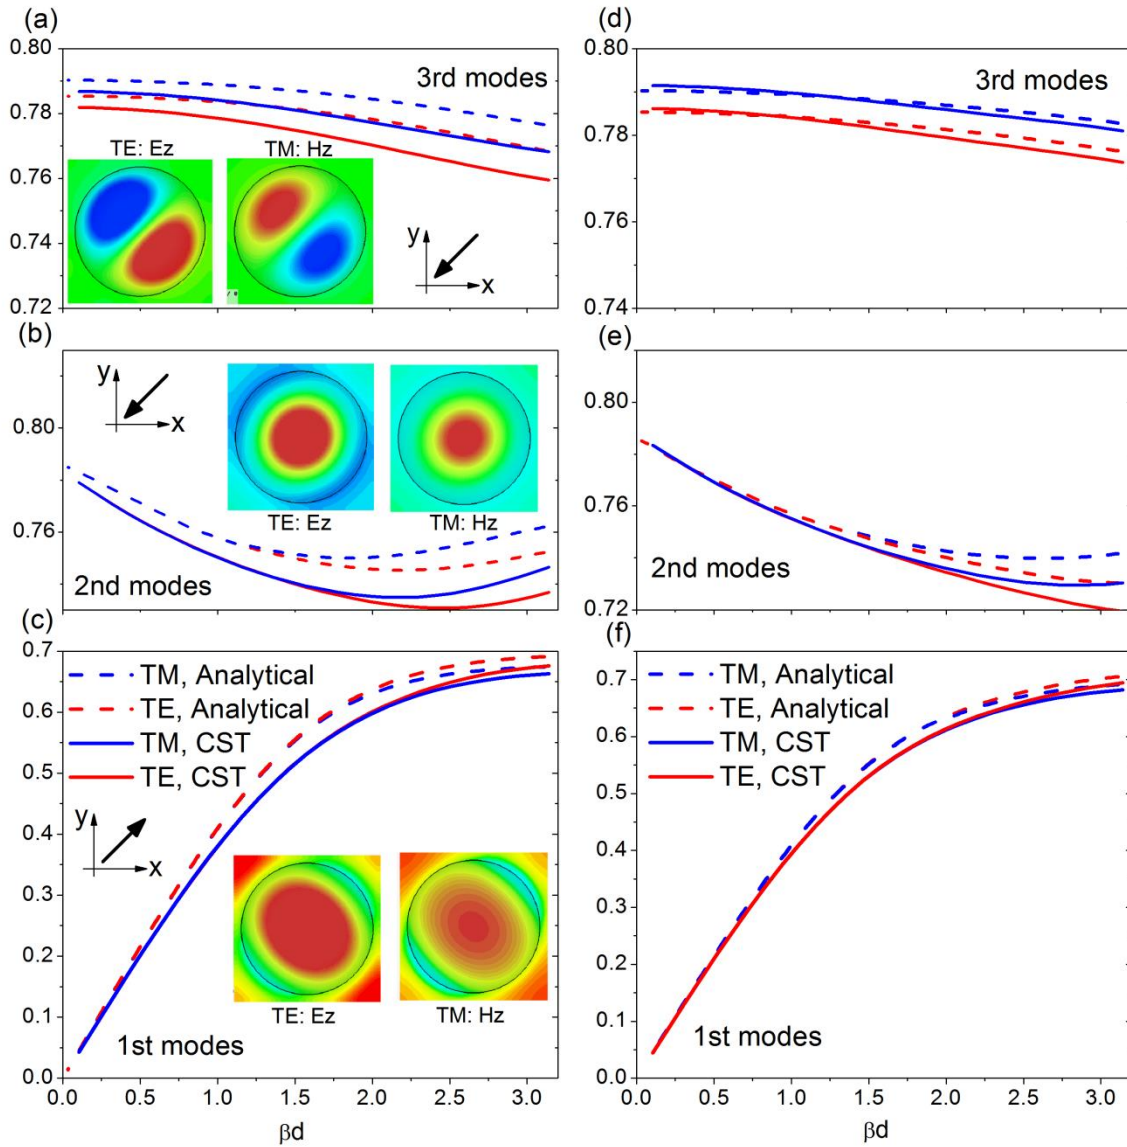 (a)
0.80
0.78
0.76
0.74
0.72
3rd modes
TE: Ez
TM: Hz
y
x
(d)
0.80
0.78
0.76
0.74
3rd modes
(b)
0.80
0.76
0.72
y
x
TE: Ez
TM: Hz
2nd modes
(e)
0.80
0.76
0.72
2nd modes
(c)
0.7
0.6
0.5
0.4
0.3
0.2
0.1
0.0
TM, Analytical
TE, Analytical
TM, CST
TE, CST
y
x
TE: Ez
TM: Hz
1st modes
0.0 0.5 1.0 1.5 2.0 2.5 3.0
βd
(f)
0.7
0.6
0.5
0.4
0.3
0.2
0.1
0.0
TM, Analytical
TE, Analytical
TM, CST
TE, CST
1st modes
0.0 0.5 1.0 1.5 2.0 2.5 3.0
βd